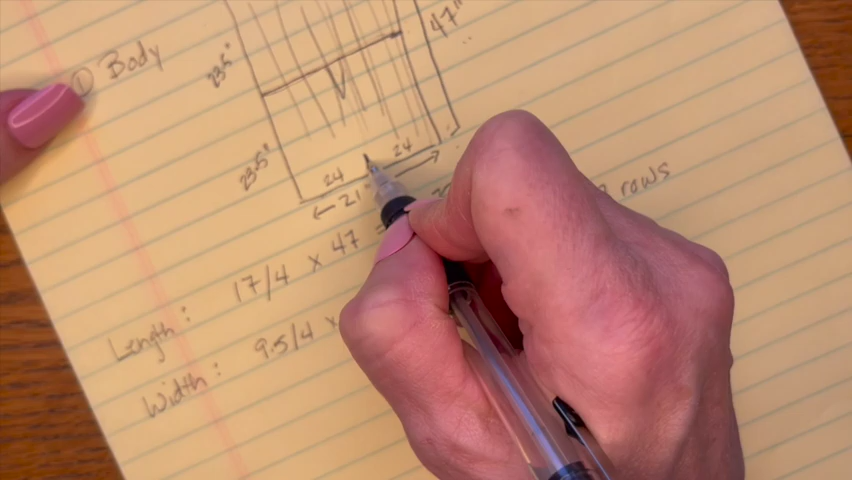 ① Body
23.5"
47"
23.5"
24 24
← 21" →
Length: 17/4 x 47 rows
Width: 9.5/4 x